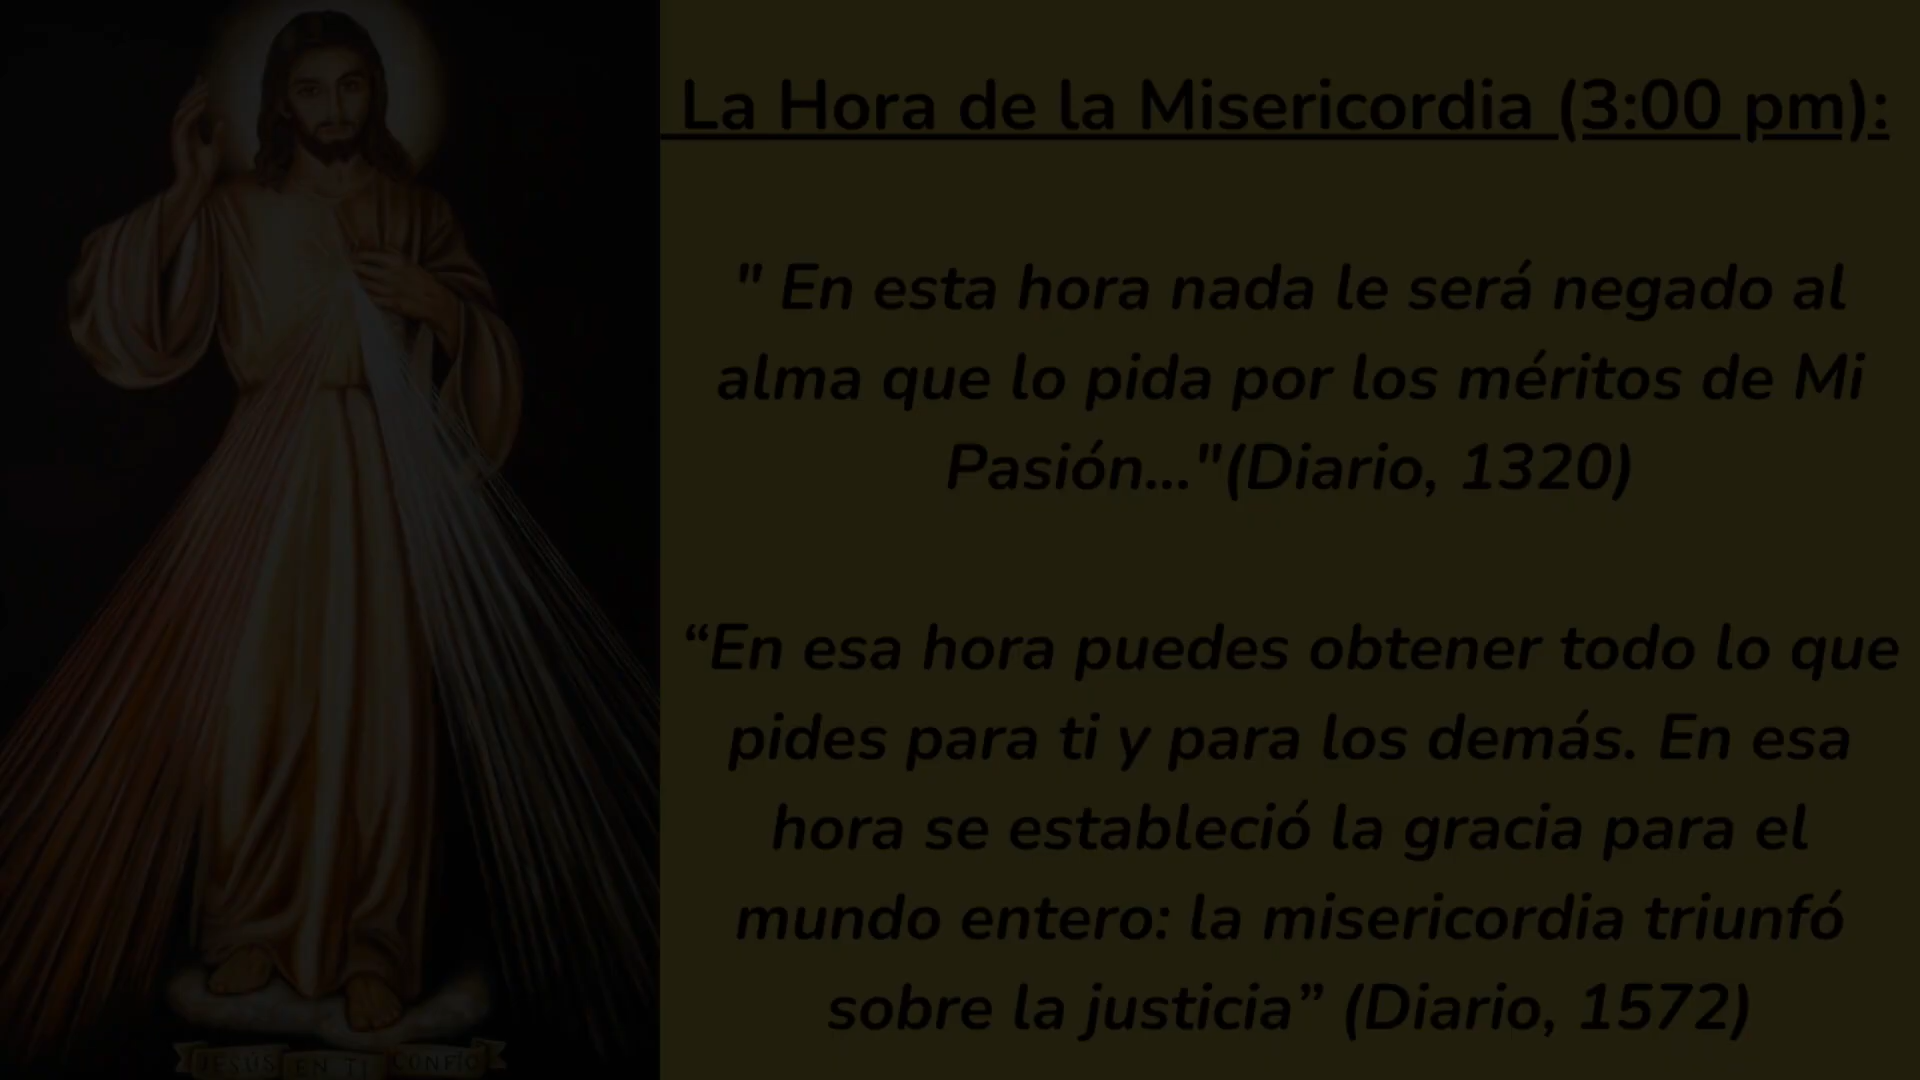 La Hora de la Misericordia (3:00 pm):
" En esta hora nada le será negado al
alma que lo pida por los méritos de Mi
Pasión..."(Diario, 1320)
“En esa hora puedes obtener todo lo que
pides para ti y para los demás. En esa
hora se estableció la gracia para el
mundo entero: la misericordia triunfó
sobre la justicia” (Diario, 1572)
JESÚS EN TI CONFÍO